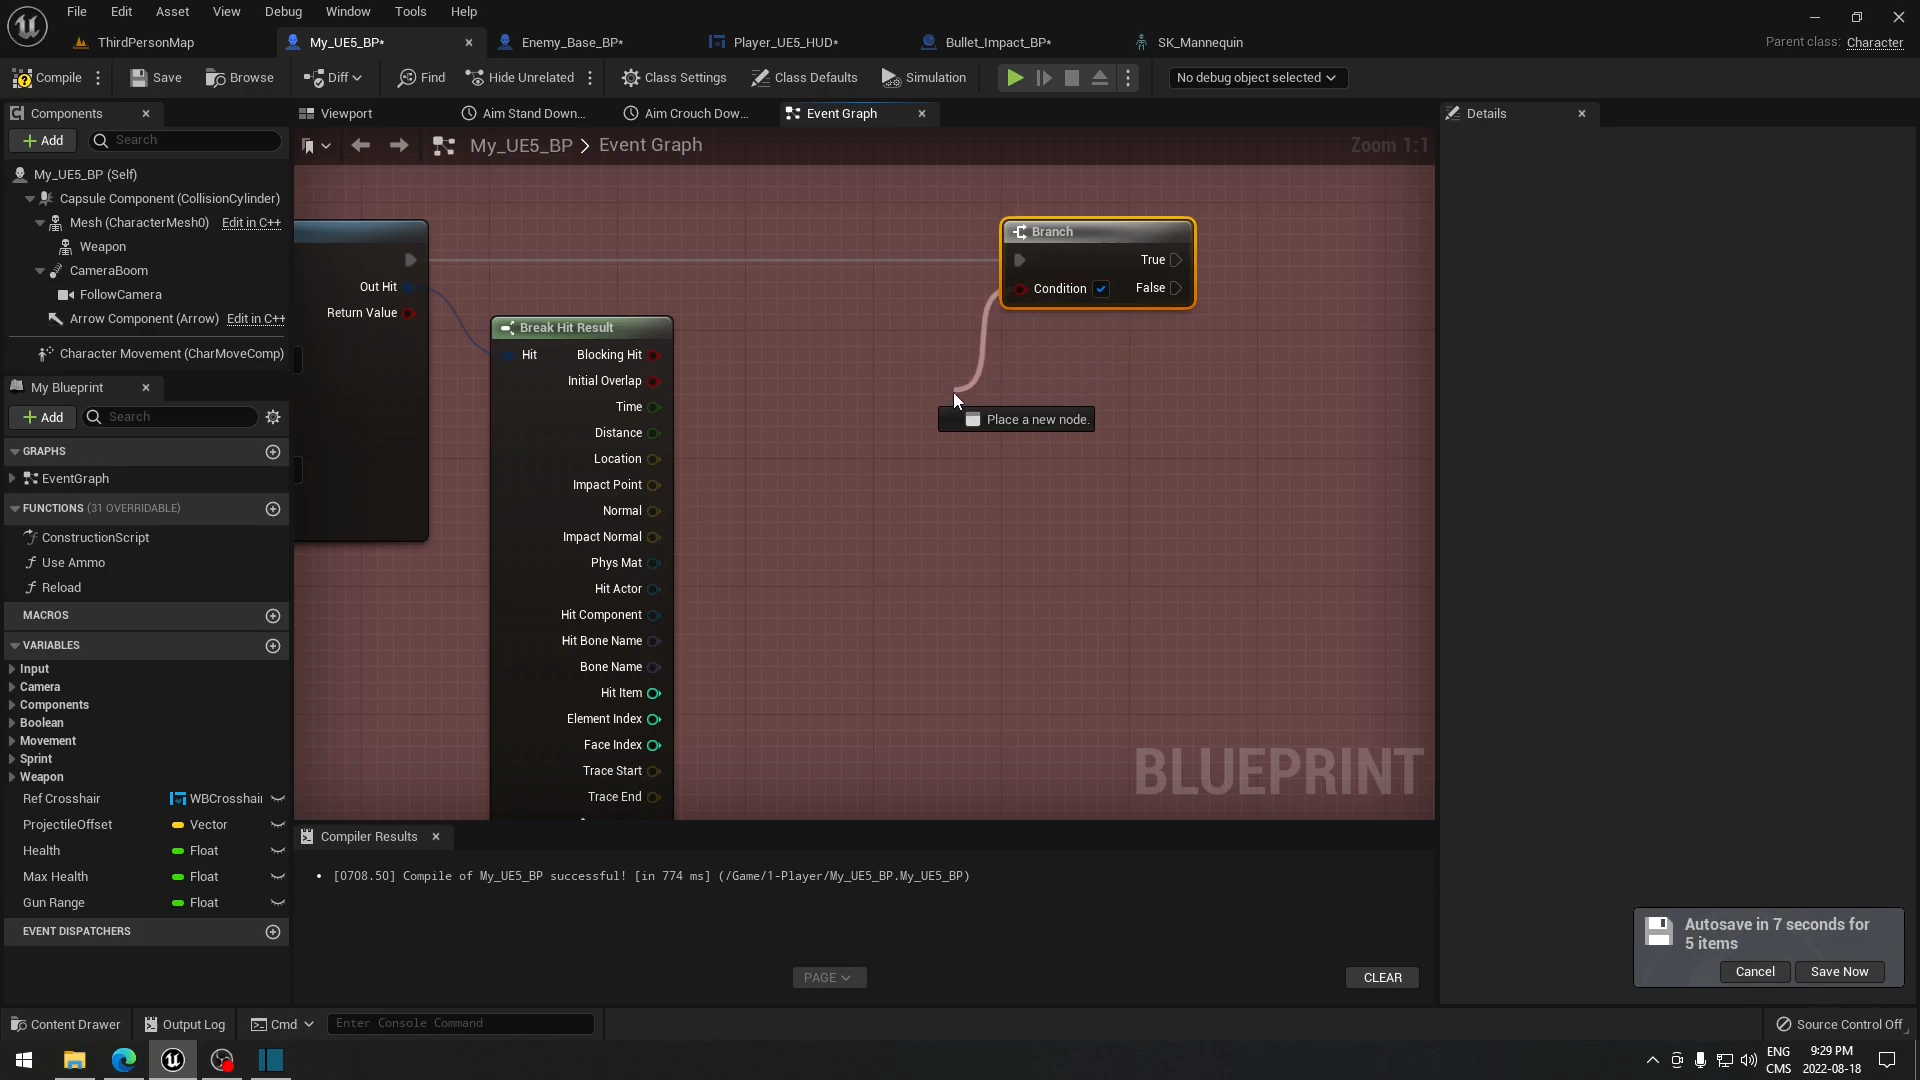 File Edit Asset View Debug Window Tools Help
ThirdPersonMap My_UE5_BP* Enemy_Base_BP* Player_UE5_HUD* Bullet_Impact_BP* SK_Mannequin Parent class: Character
Compile Save Browse Diff Find Hide Unrelated Class Settings Class Defaults Simulation No debug object selected
Components Viewport Aim Stand Down... Aim Crouch Dow... Event Graph Details
Add Search My_UE5_BP > Event Graph Zoom 1:1
My_UE5_BP (Self)
Capsule Component (CollisionCylinder)
Mesh (CharacterMesh0) Edit in C++
Weapon
CameraBoom
FollowCamera
Arrow Component (Arrow) Edit in C++
Character Movement (CharMoveComp)
My Blueprint
Add Search
GRAPHS
EventGraph
FUNCTIONS (31 OVERRIDABLE)
ConstructionScript
Use Ammo
Reload
MACROS
VARIABLES
Input
Camera
Components
Boolean
Movement
Sprint
Weapon
Ref Crosshair WBCrosshair
ProjectileOffset Vector
Health Float
Max Health Float
Gun Range Float
EVENT DISPATCHERS
Out Hit
Return Value
Break Hit Result
Hit Blocking Hit
Initial Overlap
Time
Distance
Location
Impact Point
Normal
Impact Normal
Phys Mat
Hit Actor
Hit Component
Hit Bone Name
Bone Name
Hit Item
Element Index
Face Index
Trace Start
Trace End
Branch
True
Condition False
Place a new node.
BLUEPRINT
Compiler Results
[0708.50] Compile of My_UE5_BP successful! [in 774 ms] (/Game/1-Player/My_UE5_BP.My_UE5_BP)
PAGE CLEAR
Autosave in 7 seconds for
5 items
Cancel Save Now
Content Drawer Output Log Cmd Enter Console Command Source Control Off
ENG 9:29 PM
CMS 2022-08-18